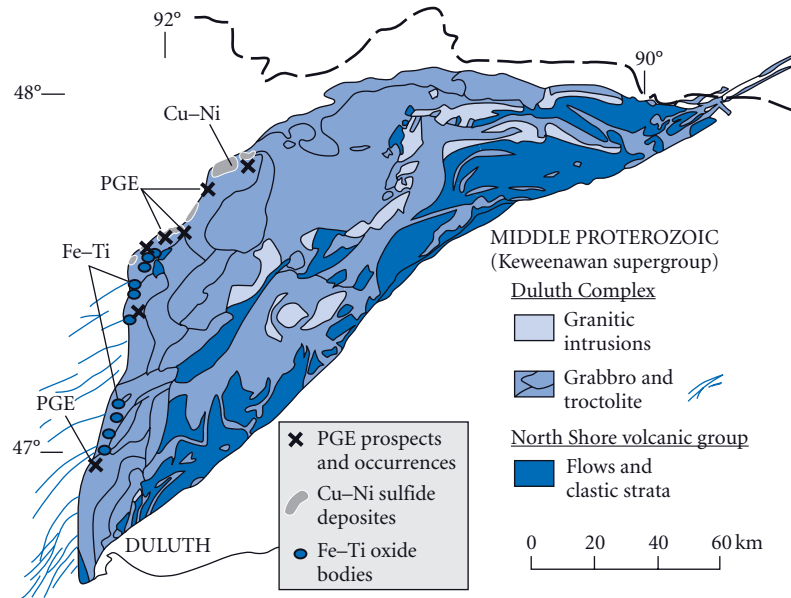 92°
90°
48°
Cu–Ni
PGE
Fe–Ti
PGE
47°
DULUTH
MIDDLE PROTEROZOIC
(Keweenawan supergroup)
Duluth Complex
Granitic
intrusions
Grabbro and
troctolite
North Shore volcanic group
Flows and
clastic strata
PGE prospects
and occurrences
Cu–Ni sulfide
deposites
Fe–Ti oxide
bodies
0 20 40 60 km